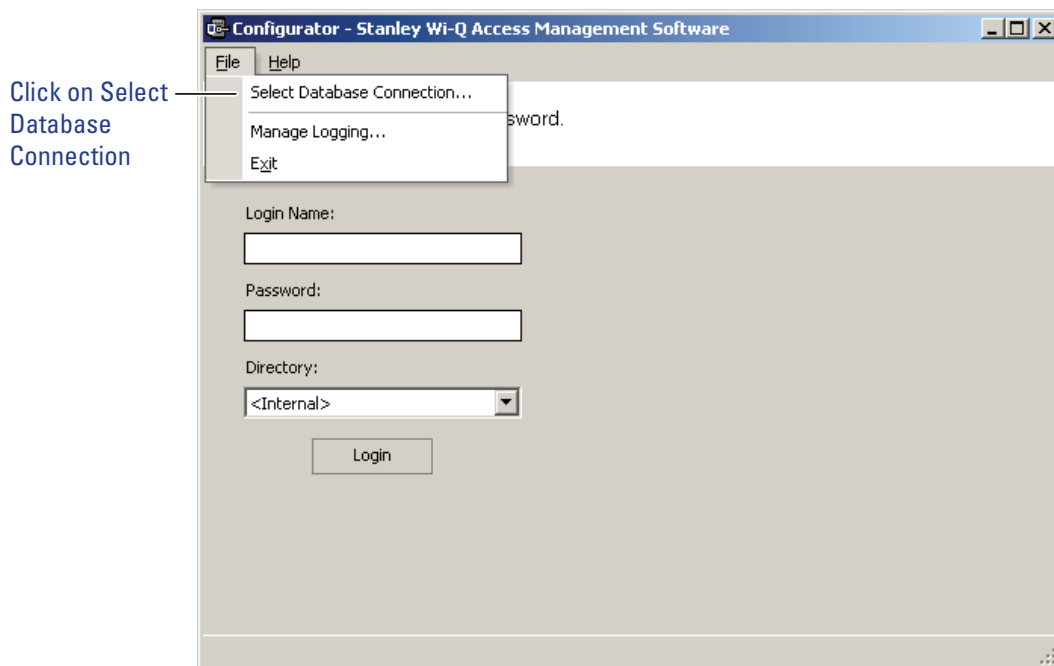 Configurator - Stanley Wi-Q Access Management Software
File Help
Click on Select
Database
Connection
Select Database Connection...
Manage Logging...
Exit
Login Name:
Password:
Directory:
<Internal>
Login